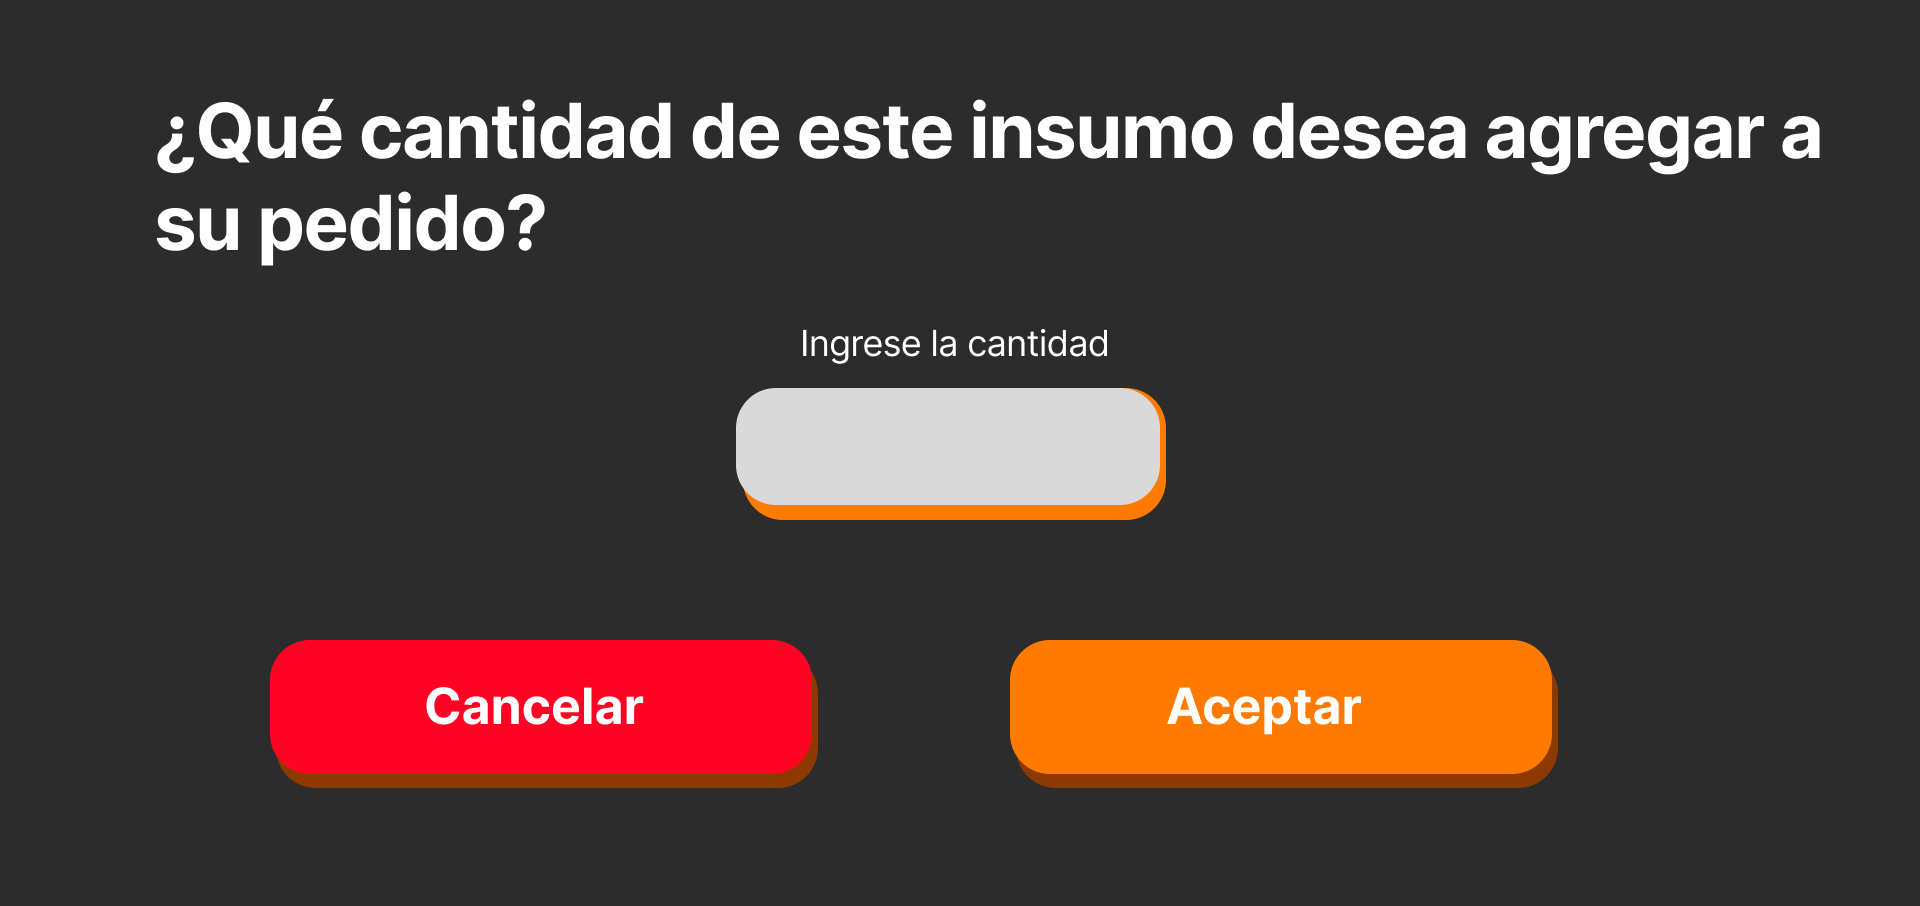 ¿Qué cantidad de este insumo desea agregar a
su pedido?
Ingrese la cantidad
Cancelar
Aceptar